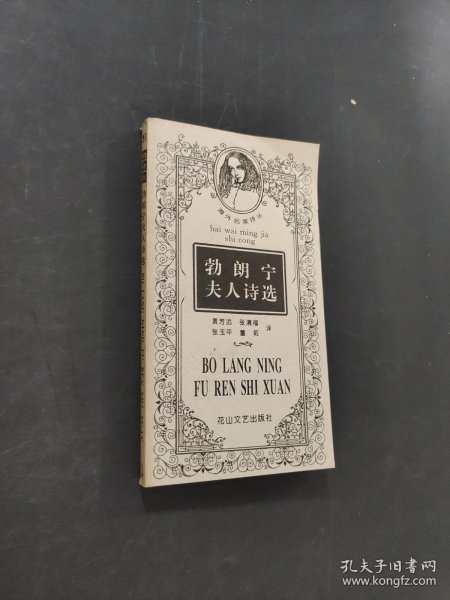 海外名家诗丛
hai wai ming jia
shi cong
勃朗宁
夫人诗选
袁芳远 张满福
张玉平 董莉 译
BO LANG NING
FU REN SHI XUAN
花山文艺出版社
孔夫子旧书网
www.kongfz.com